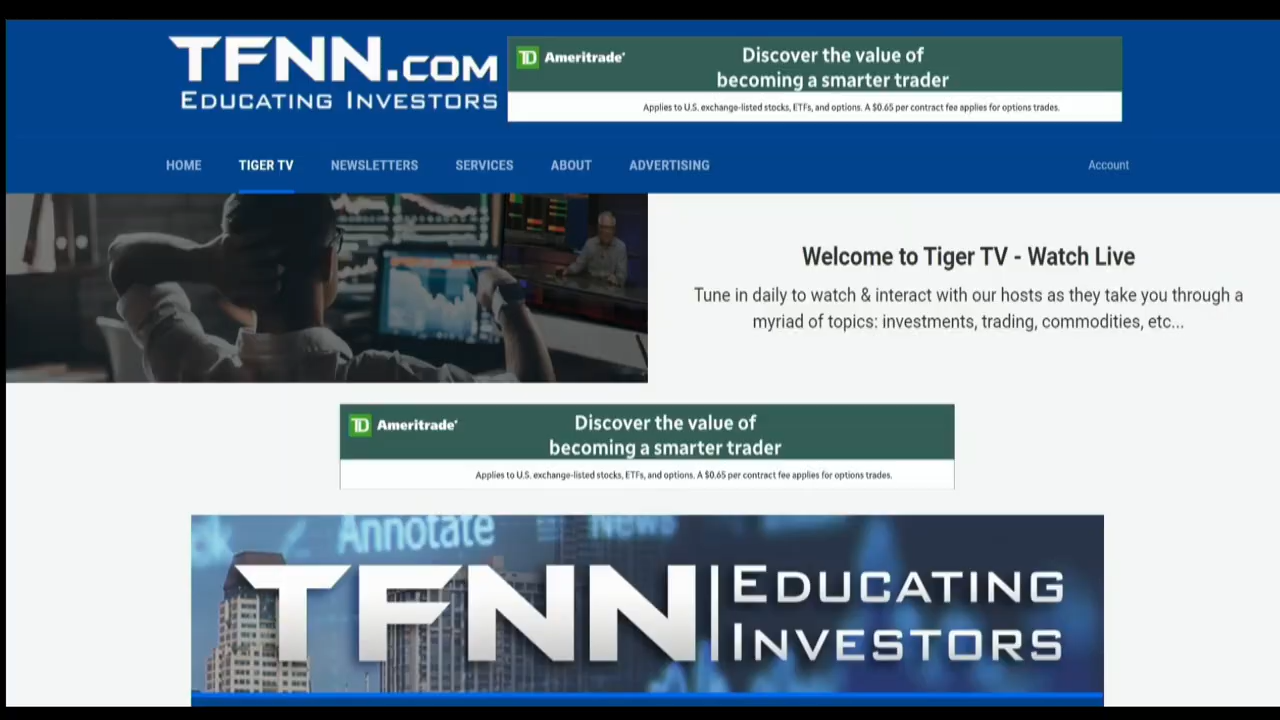 TFNN.COM
EDUCATING INVESTORS
TD Ameritrade
Discover the value of
becoming a smarter trader
Applies to U.S. exchange-listed stocks, ETFs, and options. A $0.65 per contract fee applies for options trades.
HOME TIGER TV NEWSLETTERS SERVICES ABOUT ADVERTISING Account
Welcome to Tiger TV - Watch Live
Tune in daily to watch & interact with our hosts as they take you through a
myriad of topics: investments, trading, commodities, etc...
TD Ameritrade
Discover the value of
becoming a smarter trader
Applies to U.S. exchange-listed stocks, ETFs, and options. A $0.65 per contract fee applies for options trades.
Annotate News
TFNN EDUCATING
INVESTORS